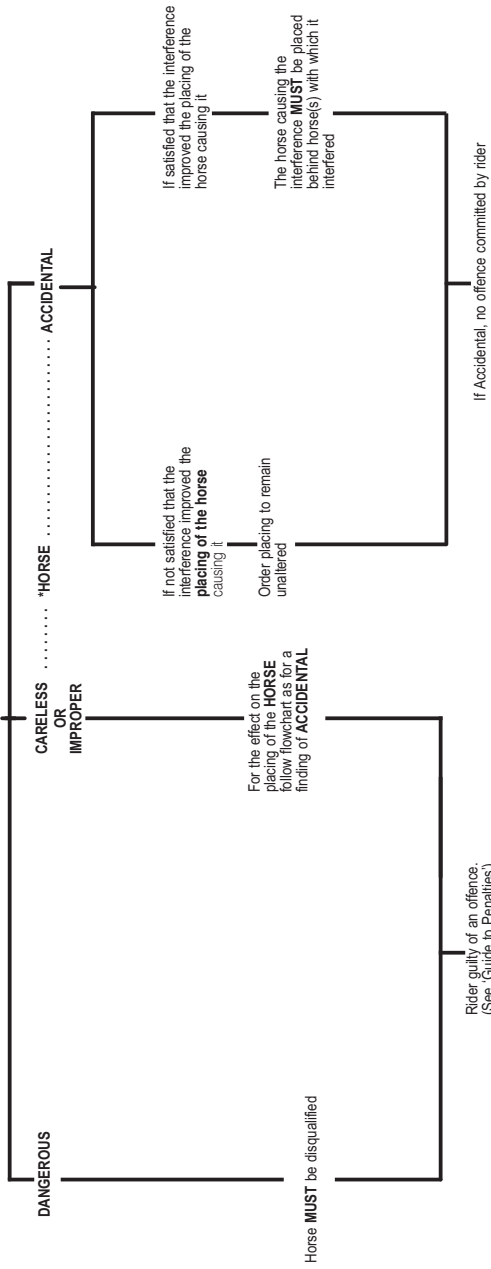 DANGEROUS
CARELESS ........ *HORSE ................................ ACCIDENTAL
OR
IMPROPER
Horse MUST be disqualified
For the effect on the
placing of the HORSE
follow flowchart as for a
finding of ACCIDENTAL
If not satisfied that the
interference improved the
placing of the horse
causing it
Order placing to remain
unaltered
If satisfied that the interference
improved the placing of the
horse causing it
The horse causing the
interference MUST be placed
behind horse(s) with which it
interfered
Rider guilty of an offence.
(See 'Guide to Penalties')
If Accidental, no offence committed by rider